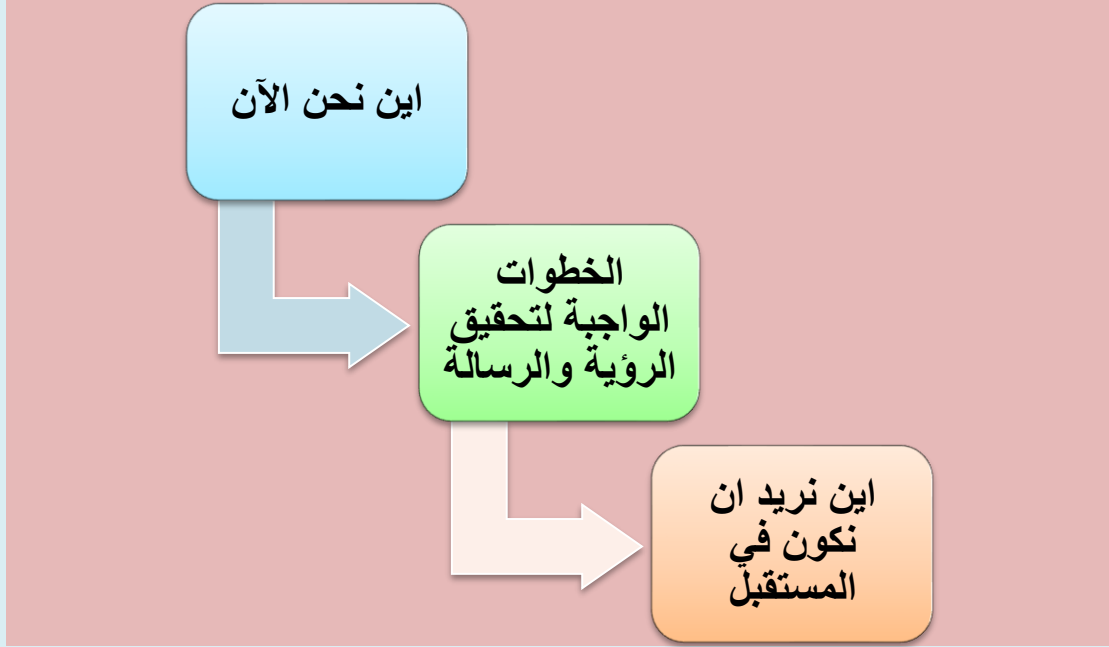 اين نحن الآن
الخطوات
الواجبة لتحقيق
الرؤية والرسالة
اين نريد ان
نكون في
المستقبل